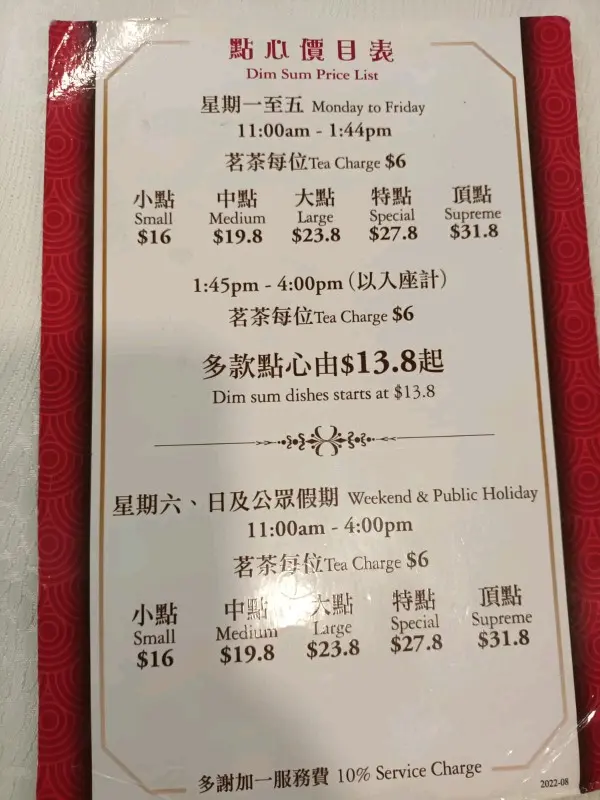 點心價目表
Dim Sum Price List
星期一至五 Monday to Friday
11:00am - 1:44pm
茗茶每位Tea Charge $6
小點 中點 大點 特點 頂點
Small Medium Large Special Supreme
$16 $19.8 $23.8 $27.8 $31.8
1:45pm - 4:00pm (以入座計)
茗茶每位Tea Charge $6
多款點心由$13.8起
Dim sum dishes starts at $13.8
星期六、日及公眾假期 Weekend & Public Holiday
11:00am - 4:00pm
茗茶每位Tea Charge $6
小點 中點 大點 特點 頂點
Small Medium Large Special Supreme
$16 $19.8 $23.8 $27.8 $31.8
多謝加一服務費 10% Service Charge
2022-08